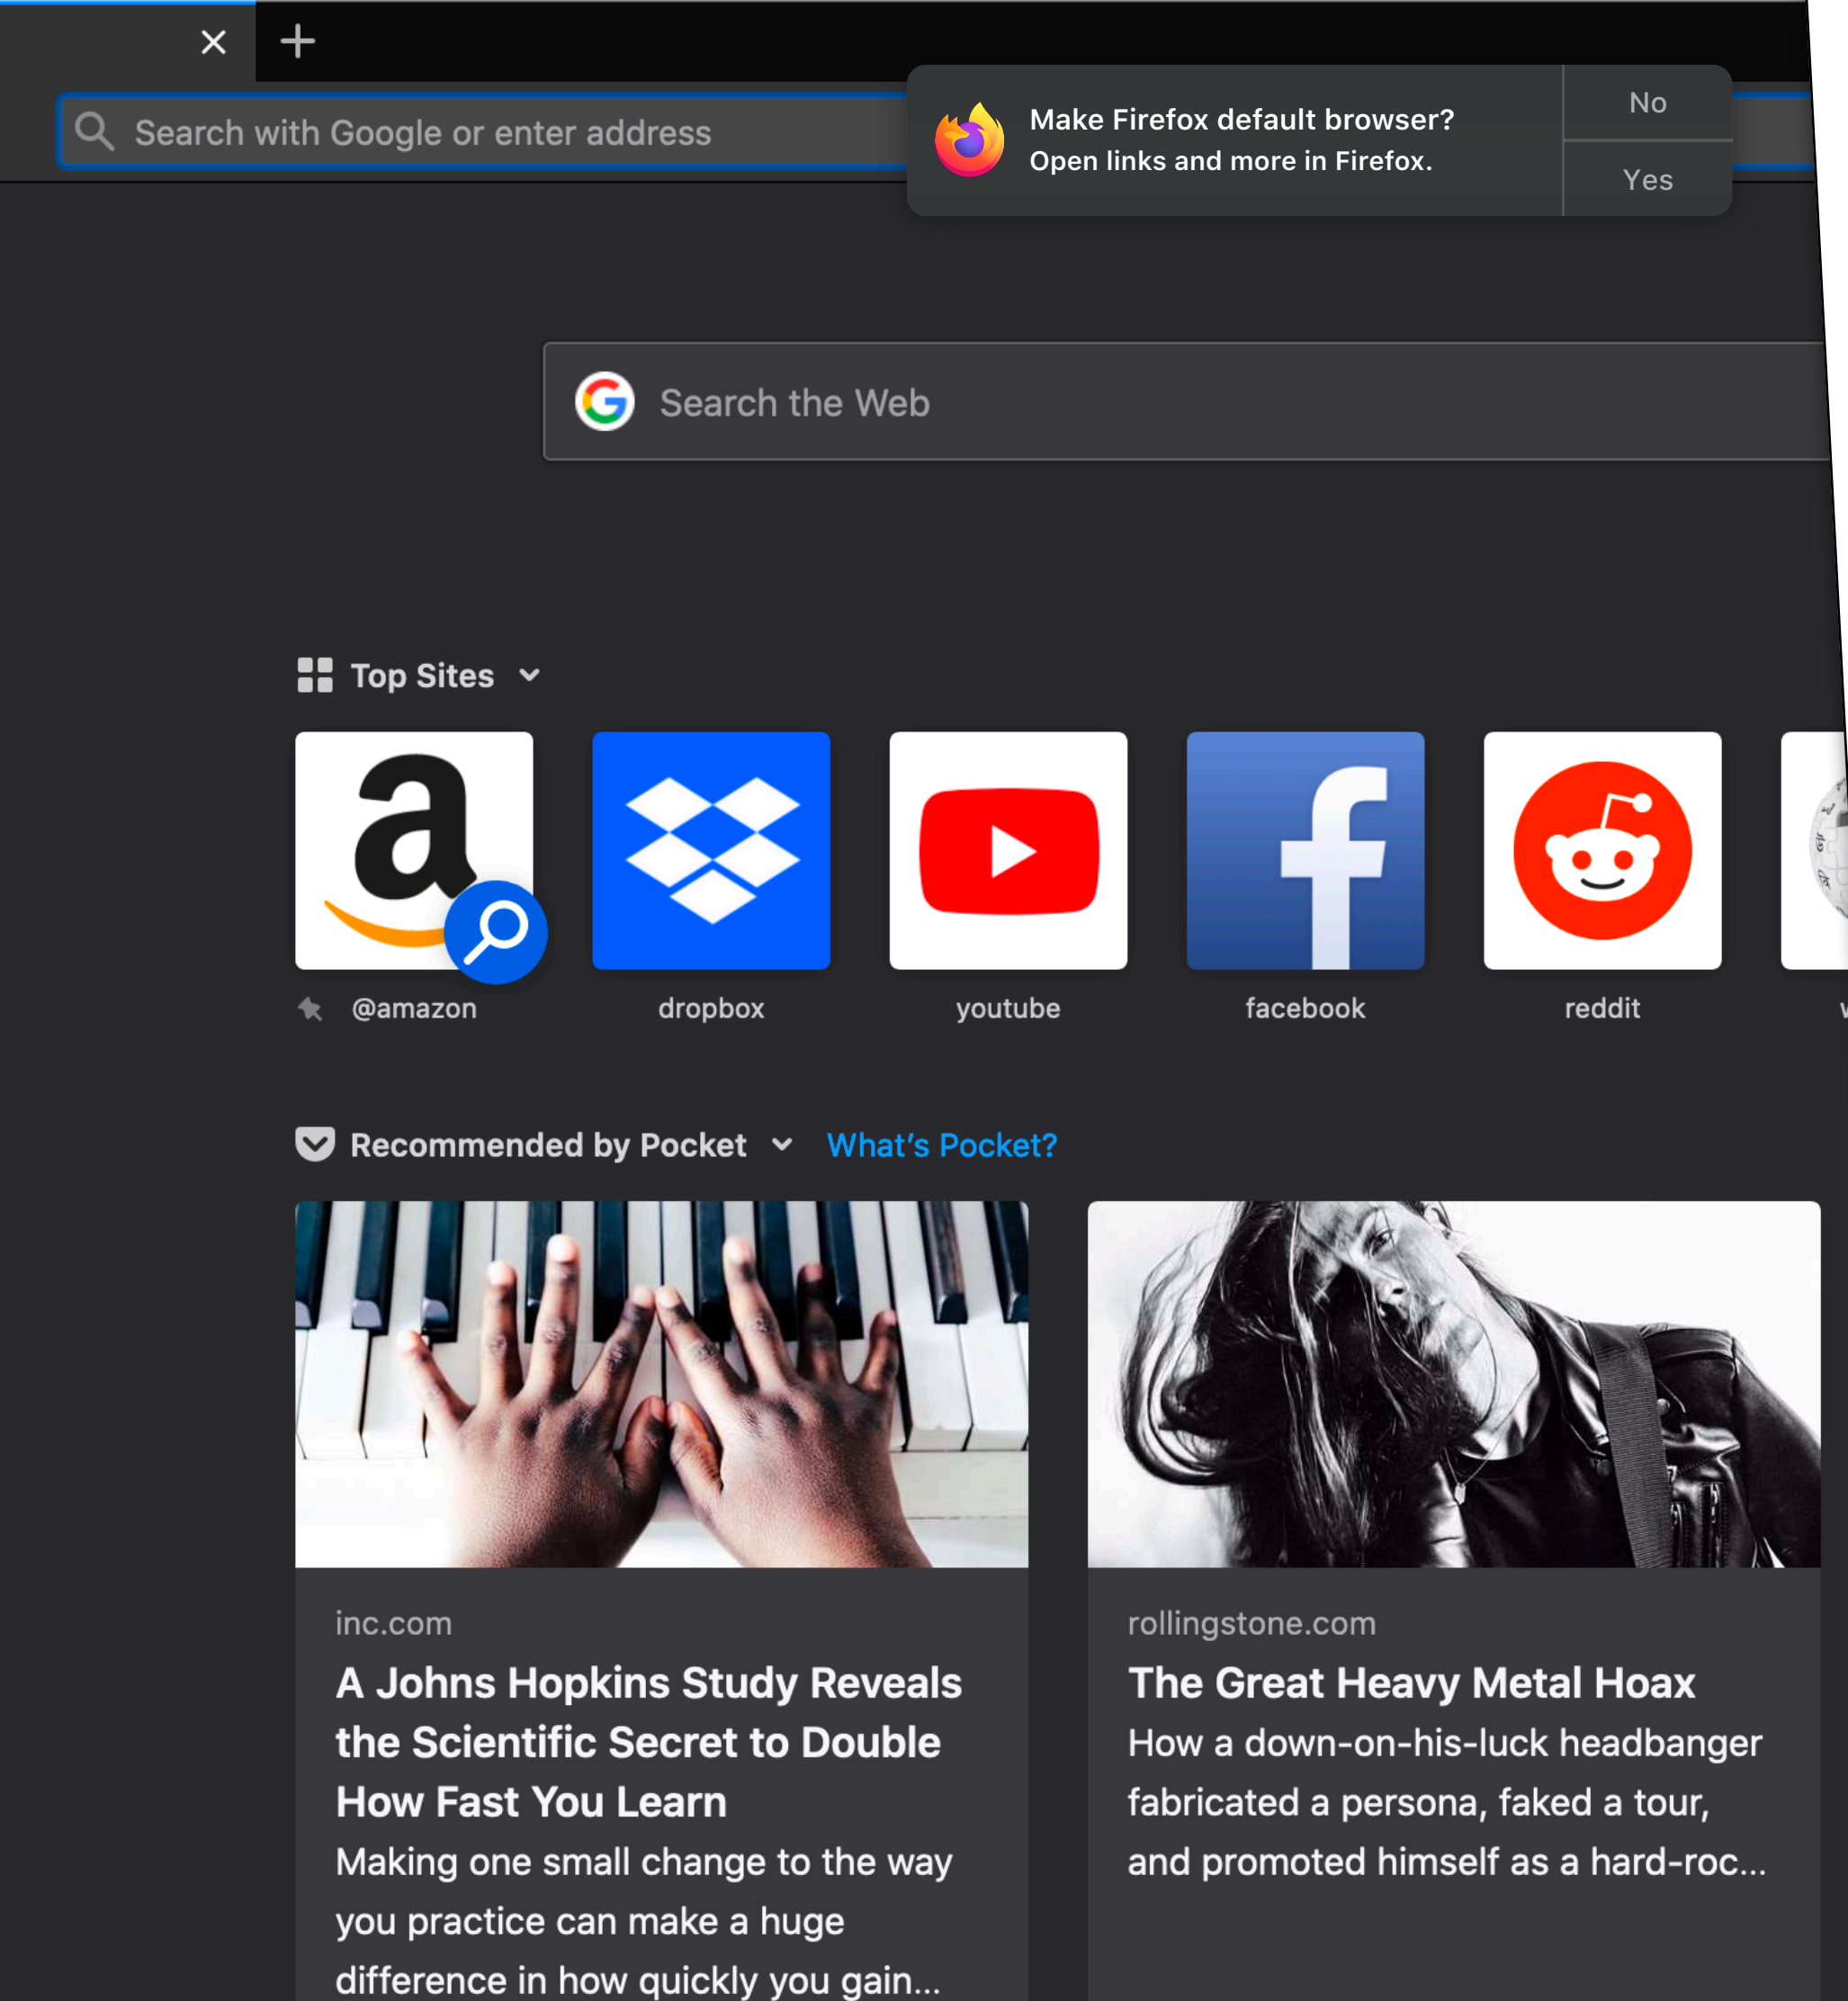 Search with Google or enter address
Make Firefox default browser?
Open links and more in Firefox.
No
Yes
Search the Web
Top Sites
@amazon
dropbox
youtube
facebook
reddit
Recommended by Pocket
What's Pocket?
inc.com
A Johns Hopkins Study Reveals
the Scientific Secret to Double
How Fast You Learn
Making one small change to the way
you practice can make a huge
difference in how quickly you gain...
rollingstone.com
The Great Heavy Metal Hoax
How a down-on-his-luck headbanger
fabricated a persona, faked a tour,
and promoted himself as a hard-roc...